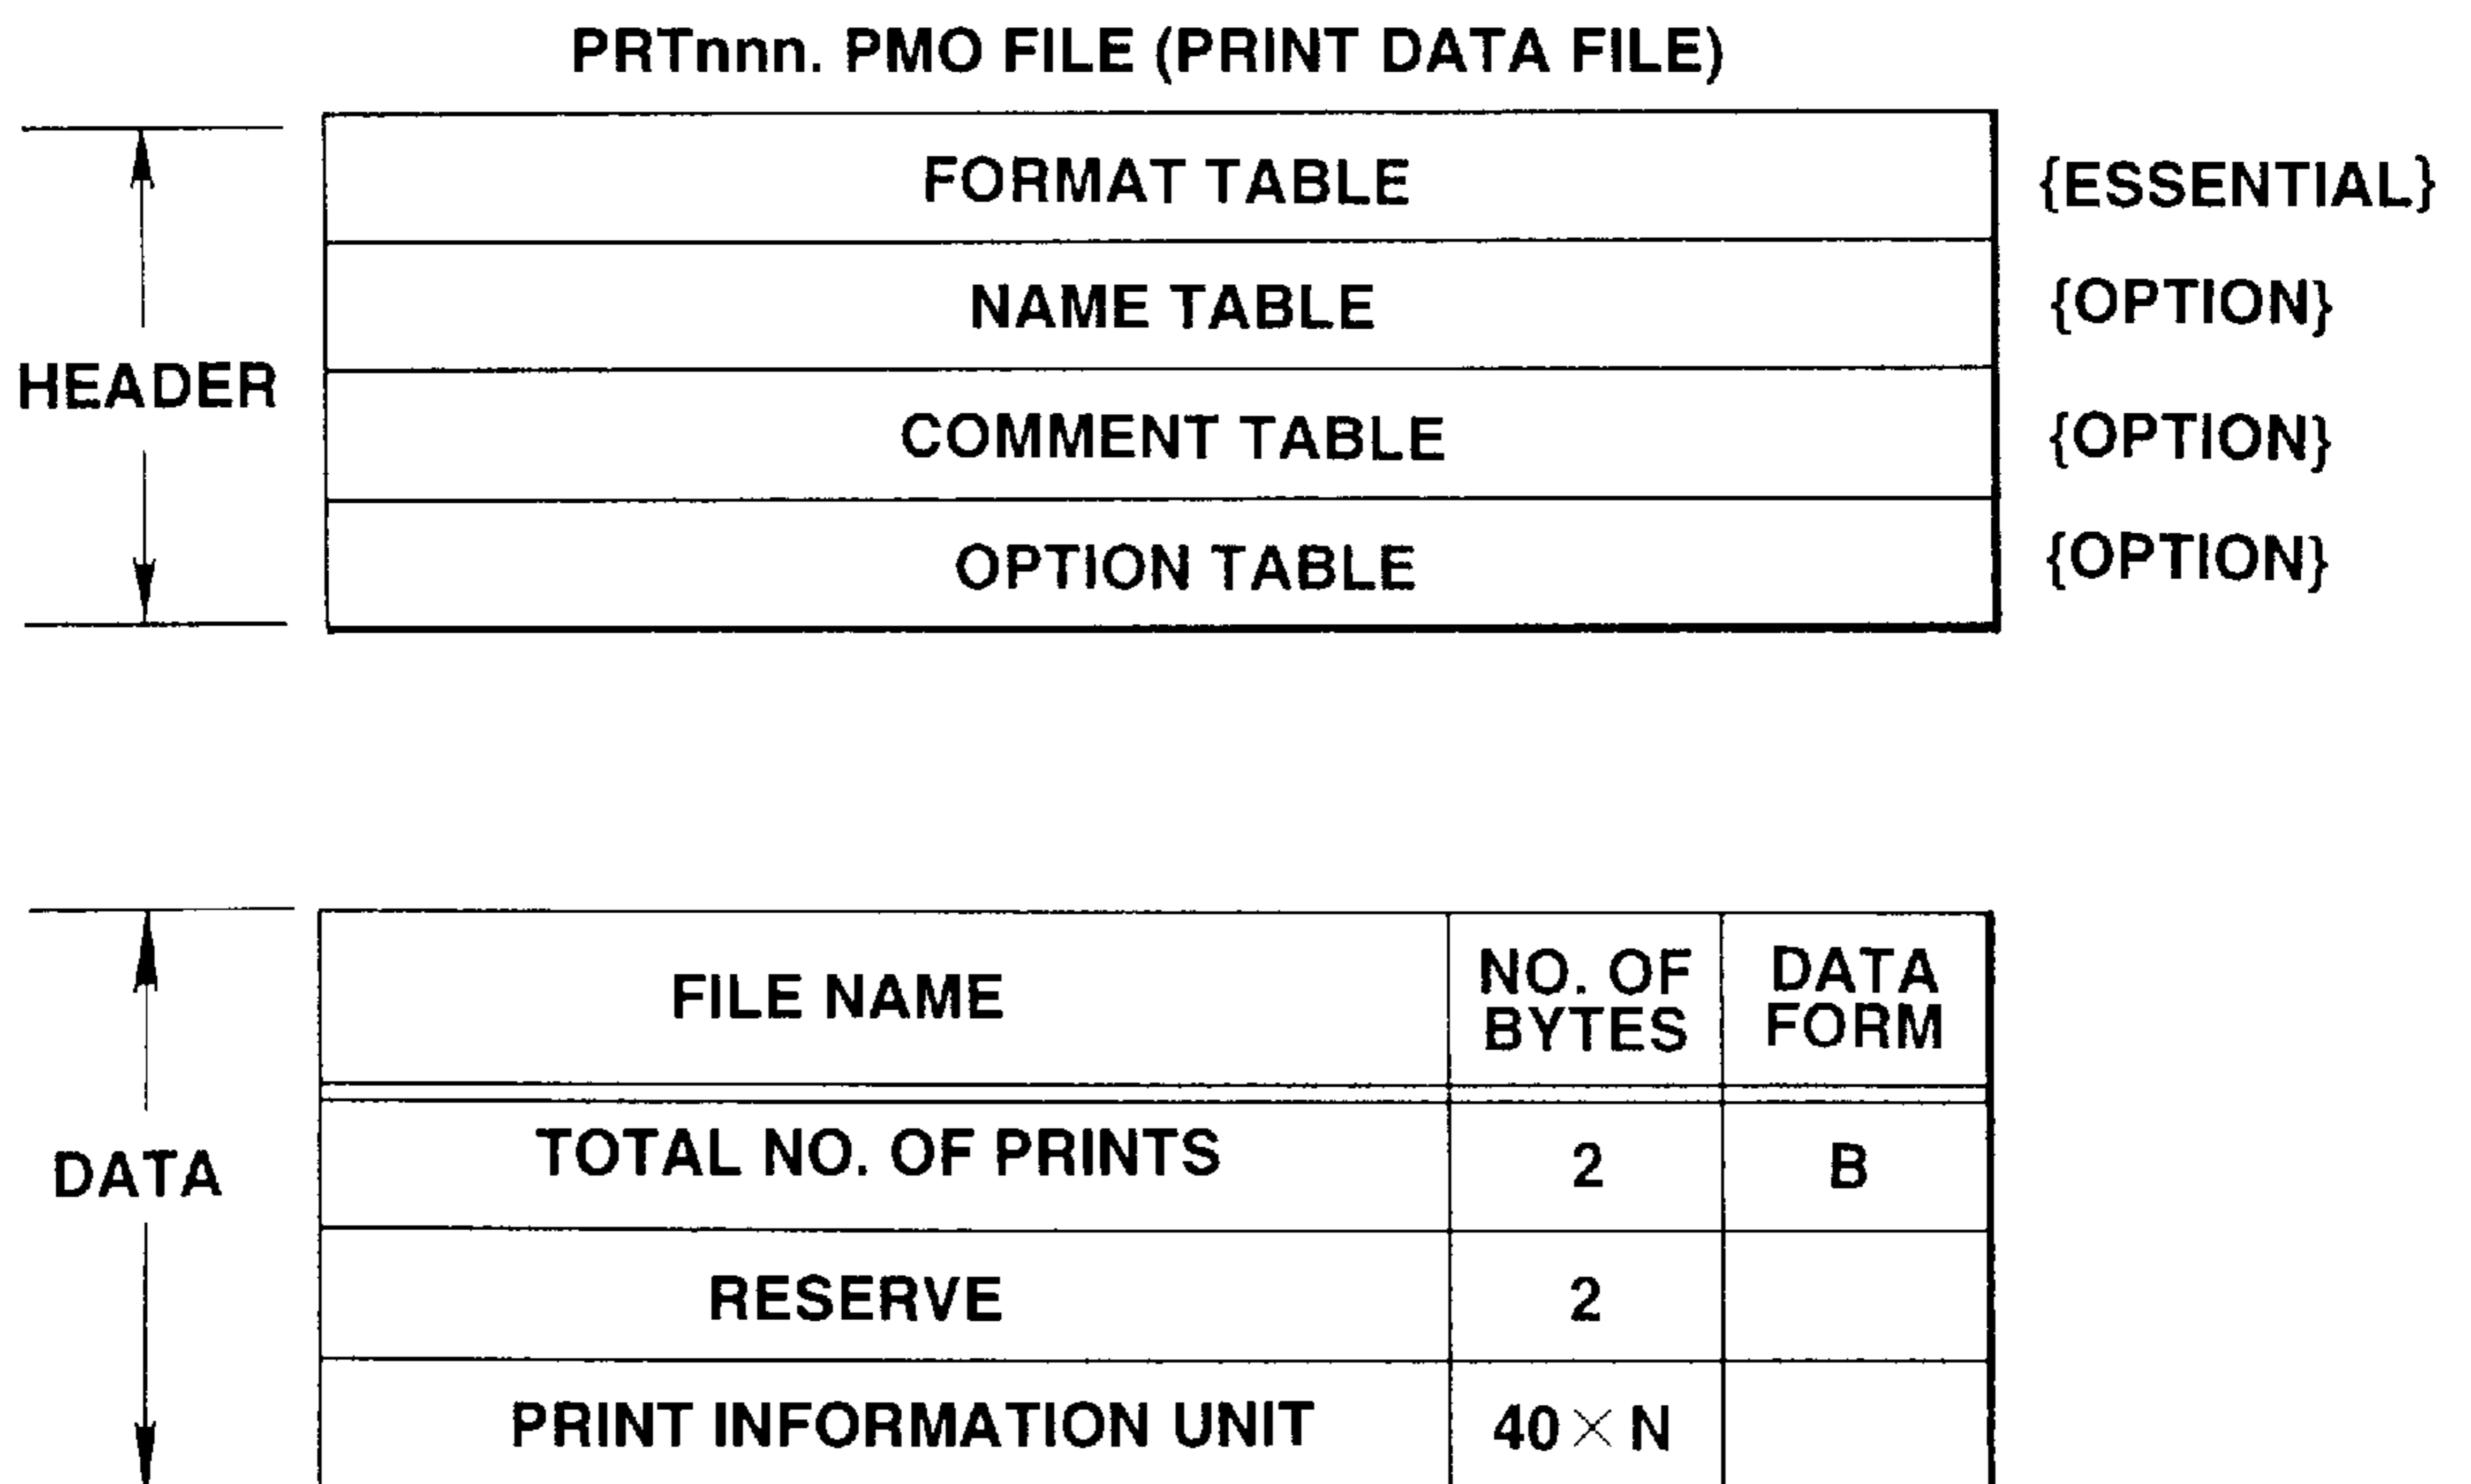 PRTnnn. PMO FILE (PRINT DATA FILE)
FORMAT TABLE {ESSENTIAL}
NAME TABLE {OPTION}
HEADER
COMMENT TABLE {OPTION}
OPTION TABLE {OPTION}
FILE NAME
NO. OF
BYTES
DATA
FORM
DATA
TOTAL NO. OF PRINTS 2 B
RESERVE 2
PRINT INFORMATION UNIT 40×N